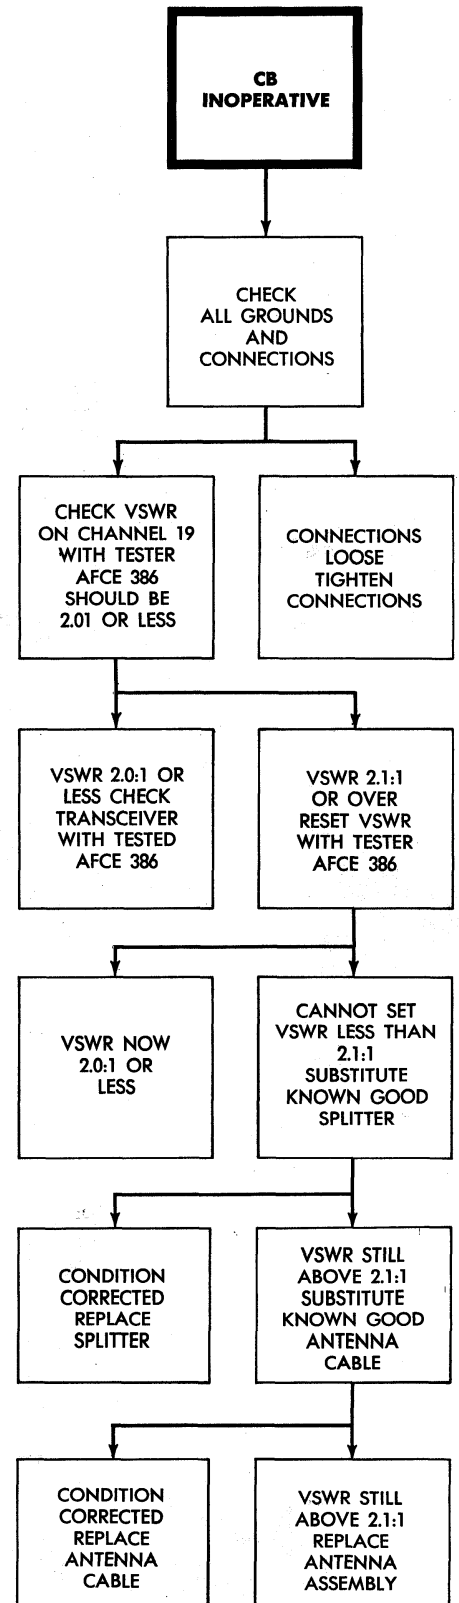 CB
INOPERATIVE
CHECK
ALL GROUNDS
AND
CONNECTIONS
CHECK VSWR
ON CHANNEL 19
WITH TESTER
AFCE 386
SHOULD BE
2.01 OR LESS
CONNECTIONS
LOOSE
TIGHTEN
CONNECTIONS
VSWR 2.0:1 OR
LESS CHECK
TRANSCEIVER
WITH TESTED
AFCE 386
VSWR 2.1:1
OR OVER
RESET VSWR
WITH TESTER
AFCE 386
VSWR NOW
2.0:1 OR
LESS
CANNOT SET
VSWR LESS THAN
2.1:1
SUBSTITUTE
KNOWN GOOD
SPLITTER
CONDITION
CORRECTED
REPLACE
SPLITTER
VSWR STILL
ABOVE 2.1:1
SUBSTITUTE
KNOWN GOOD
ANTENNA
CABLE
CONDITION
CORRECTED
REPLACE
ANTENNA
CABLE
VSWR STILL
ABOVE 2.1:1
REPLACE
ANTENNA
ASSEMBLY